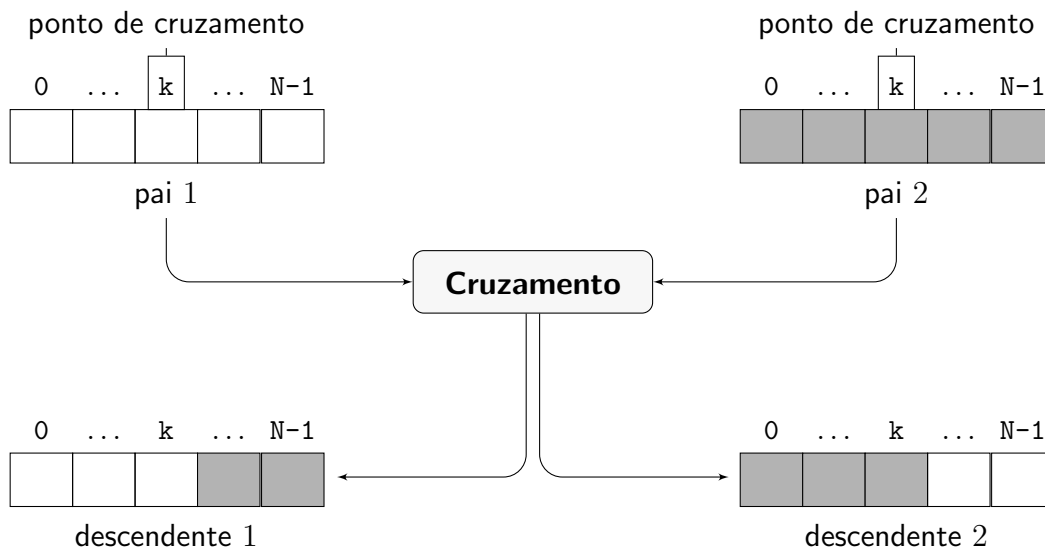 ponto de cruzamento
ponto de cruzamento
0 ... k ... N-1
0 ... k ... N-1
pai 1
pai 2
Cruzamento
0 ... k ... N-1
0 ... k ... N-1
descendente 1
descendente 2